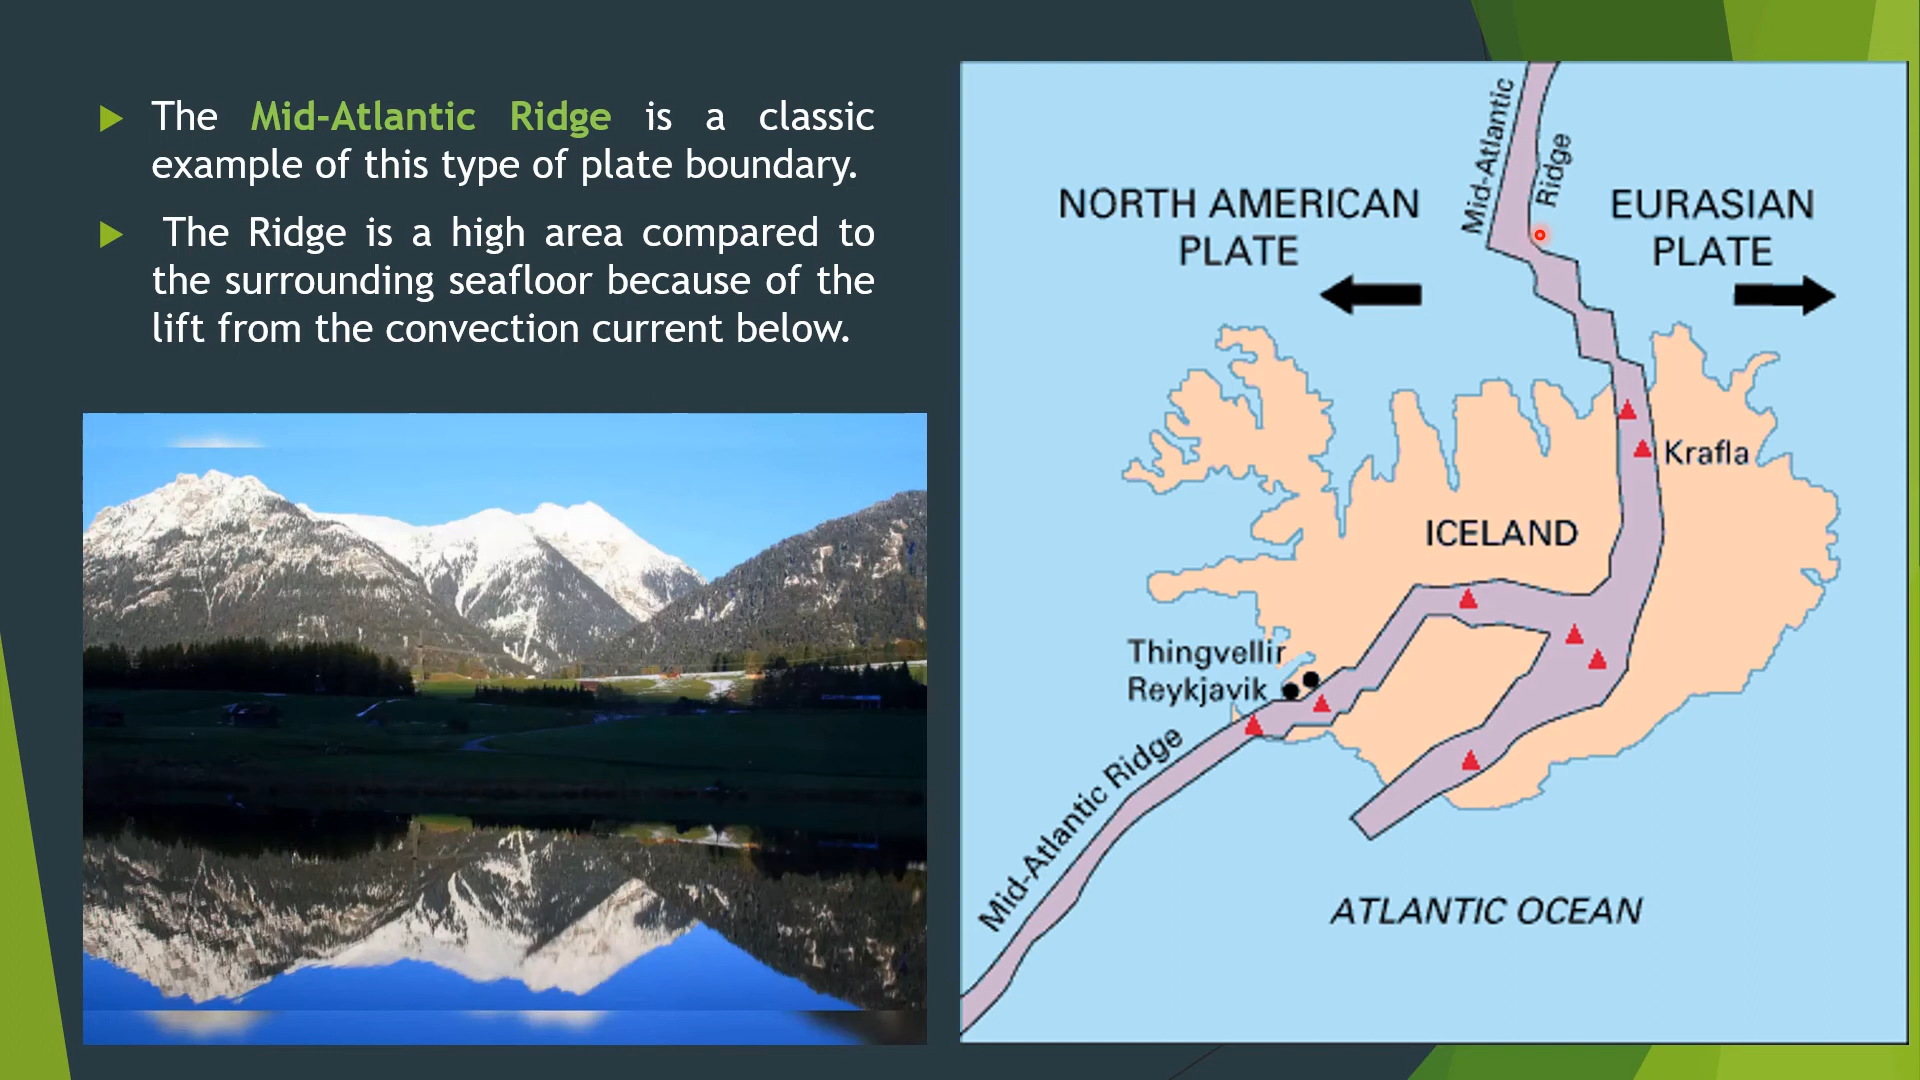 The Mid-Atlantic Ridge is a classic
example of this type of plate boundary.
The Ridge is a high area compared to
the surrounding seafloor because of the
lift from the convection current below.
Mid-Atlantic
Ridge
NORTH AMERICAN
PLATE
EURASIAN
PLATE
Krafla
ICELAND
Thingvellir
Reykjavik
Mid-Atlantic Ridge
ATLANTIC OCEAN